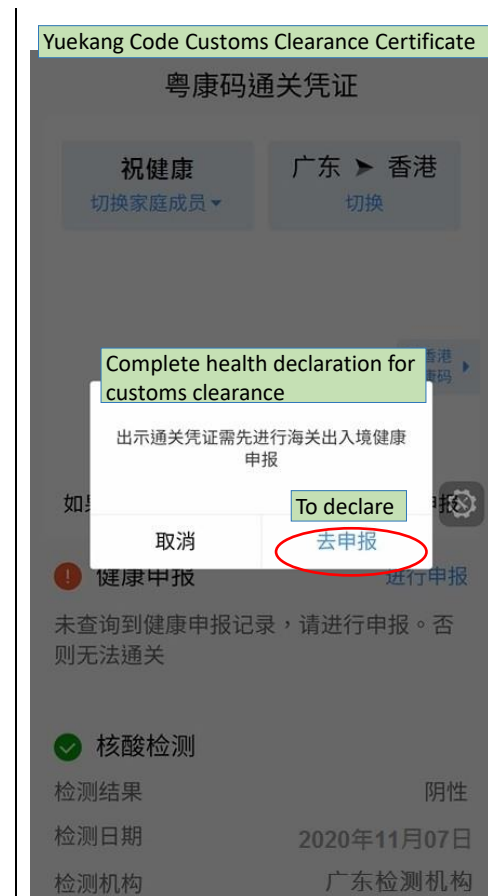 Yuekang Code Customs Clearance Certificate
粤康码通关凭证
祝健康
切换家庭成员
广东 ➤ 香港
切换
香港
Complete health declaration for
customs clearance
出示通关凭证需先进行海关出入境健康
申报
To declare
取消
去申报
健康申报
进行申报
未查询到健康申报记录，请进行申报。否
则无法通关
核酸检测
检测结果
阴性
检测日期
2020年11月07日
检测机构
广东检测机构